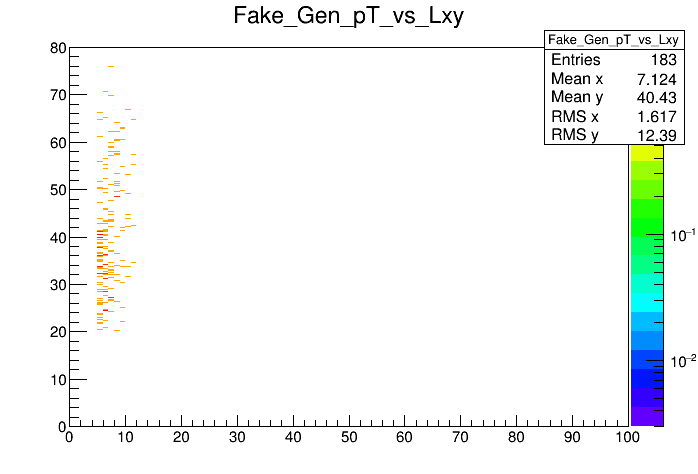 Fake_Gen_pT_vs_Lxy
Fake_Gen_pT_vs_Lxy
Entries 183
Mean x 7.124
Mean y 40.43
RMS x 1.617
RMS y 12.39
80
70
60
50
40
30
20
10
0
0 10 20 30 40 50 60 70 80 90 100
10⁻¹
10⁻²